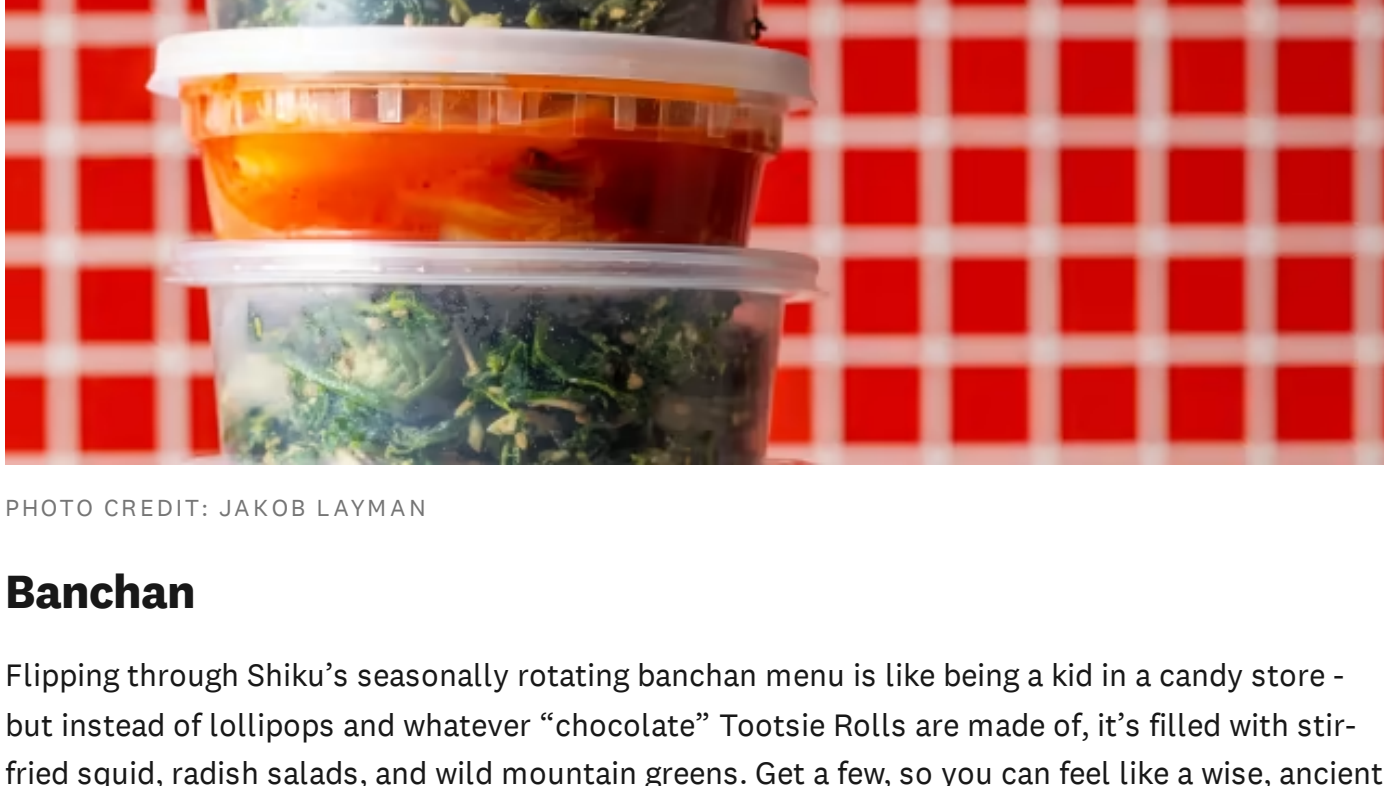 PHOTO CREDIT: JAKOB LAYMAN
Banchan
Flipping through Shiku’s seasonally rotating banchan menu is like being a kid in a candy store -
but instead of lollipops and whatever “chocolate” Tootsie Rolls are made of, it’s filled with stir-
fried squid, radish salads, and wild mountain greens. Get a few, so you can feel like a wise, ancient